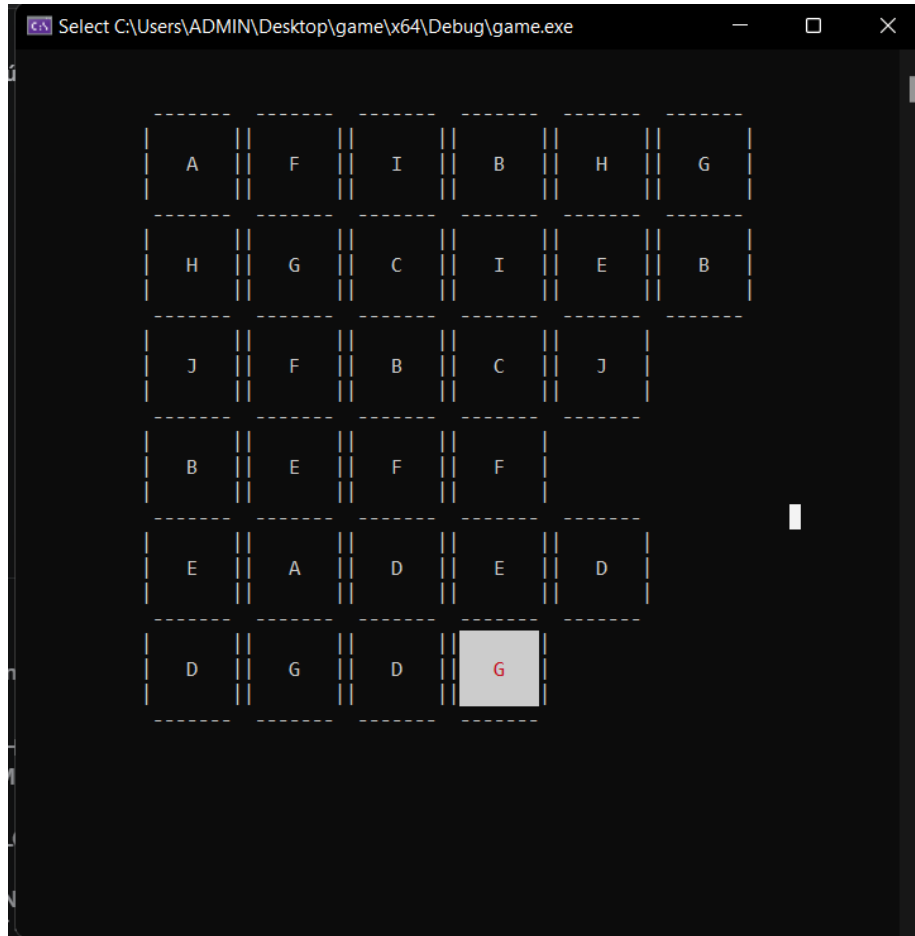 Select C:\Users\ADMIN\Desktop\game\x64\Debug\game.exe
A F I B H G
H G C I E B
J F B C J
B E F F
E A D E D
D G D G